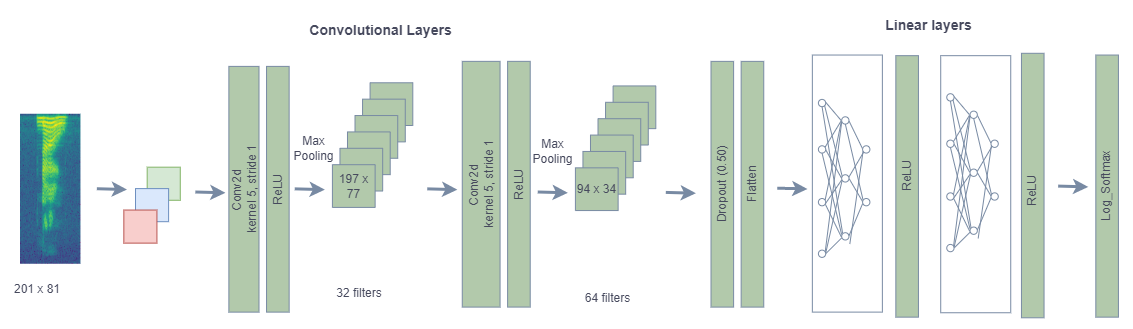 Convolutional Layers
Linear layers
201 x 81
Conv2d
kernel 5, stride 1
ReLU
Max
Pooling
197 x
77
32 filters
Conv2d
kernel 5, stride 1
ReLU
Max
Pooling
94 x 34
64 filters
Dropout (0.50)
Flatten
ReLU
ReLU
Log_Softmax